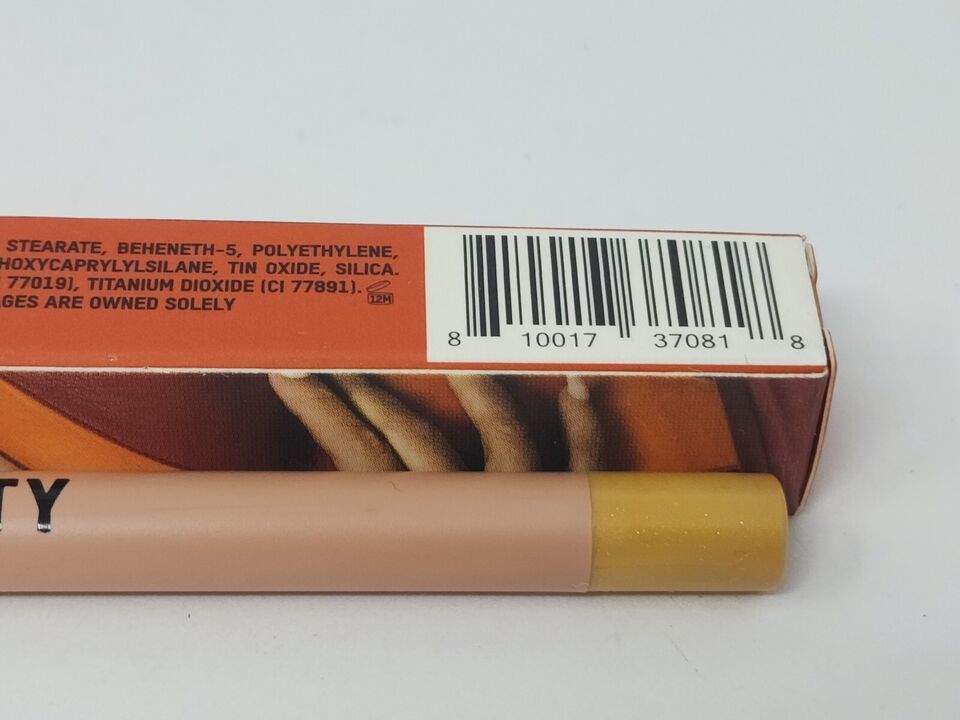 STEARATE, BEHENETH-5, POLYETHYLENE,
HOXYCAPRYLYLSILANE, TIN OXIDE, SILICA.
77019), TITANIUM DIOXIDE (CI 77891).
12M
AGES ARE OWNED SOLELY
8 10017 37081 8
TY